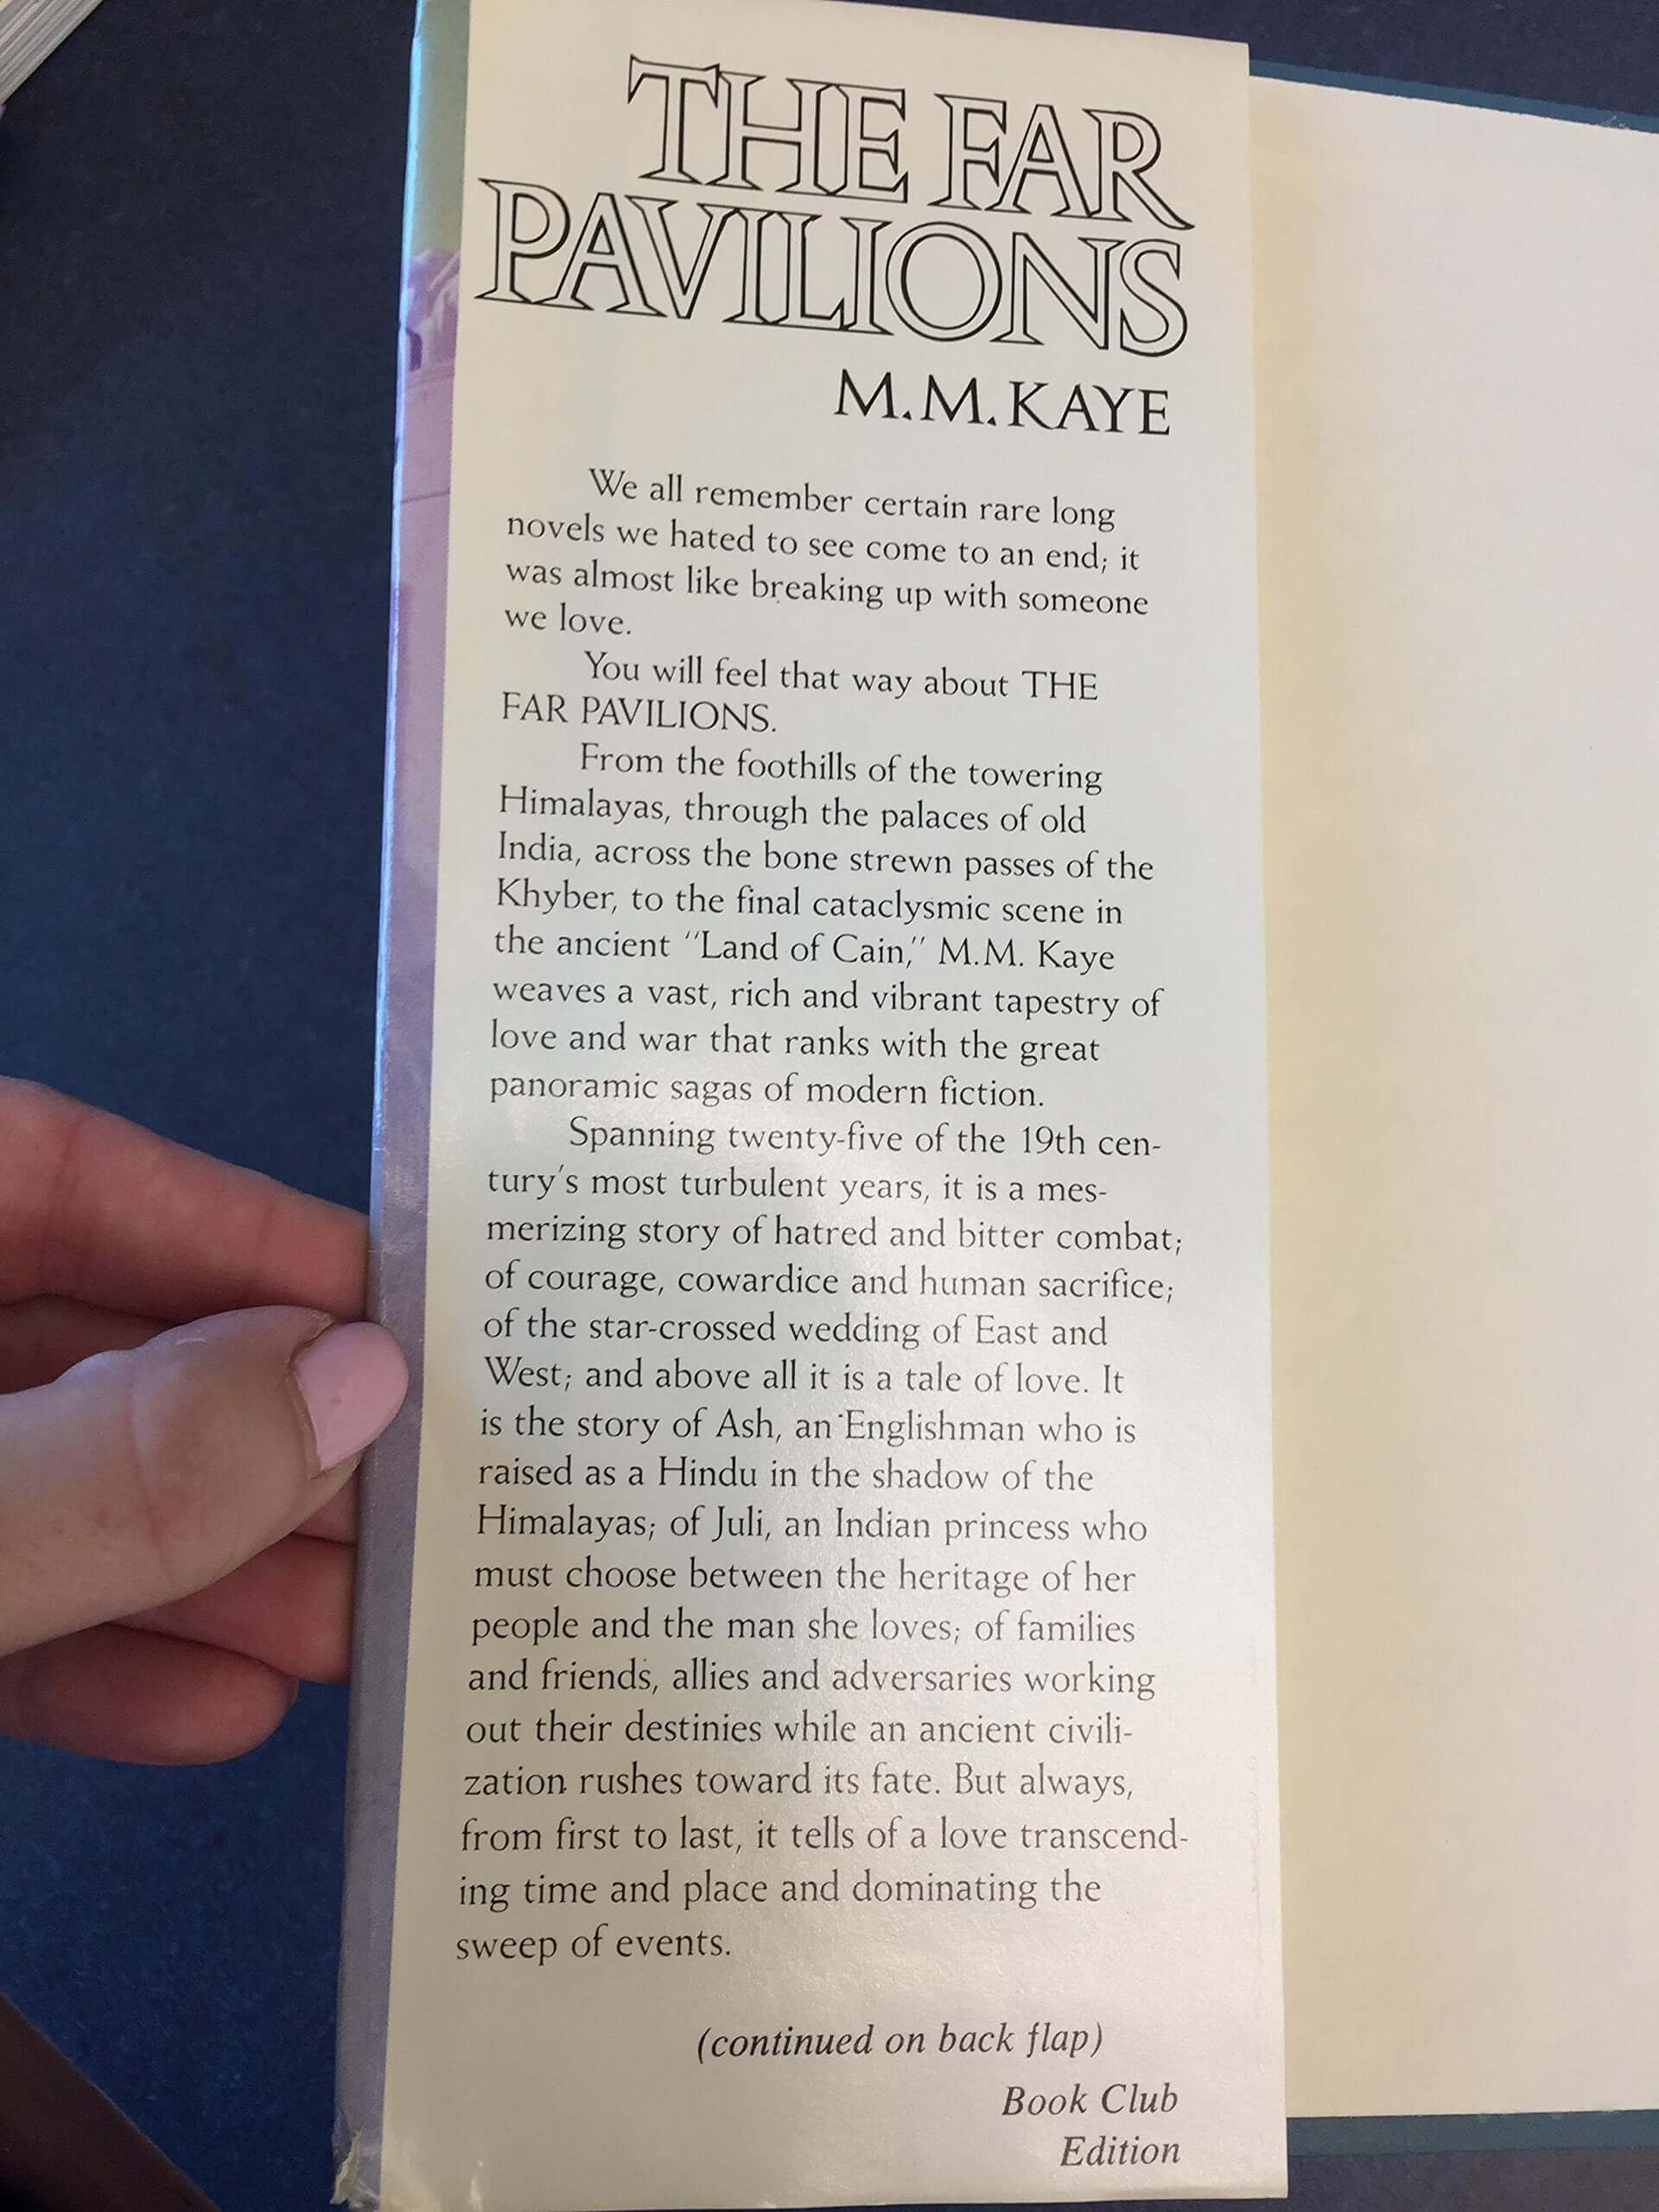 THE FAR
PAVILIONS
M.M.KAYE
We all remember certain rare long
novels we hated to see come to an end; it
was almost like breaking up with someone
we love.
You will feel that way about THE
FAR PAVILIONS.
From the foothills of the towering
Himalayas, through the palaces of old
India, across the bone strewn passes of the
Khyber, to the final cataclysmic scene in
the ancient "Land of Cain," M.M. Kaye
weaves a vast, rich and vibrant tapestry of
love and war that ranks with the great
panoramic sagas of modern fiction.
Spanning twenty-five of the 19th cen-
tury's most turbulent years, it is a mes-
merizing story of hatred and bitter combat;
of courage, cowardice and human sacrifice;
of the star-crossed wedding of East and
West; and above all it is a tale of love. It
is the story of Ash, an Englishman who is
raised as a Hindu in the shadow of the
Himalayas; of Juli, an Indian princess who
must choose between the heritage of her
people and the man she loves; of families
and friends, allies and adversaries working
out their destinies while an ancient civili-
zation rushes toward its fate. But always,
from first to last, it tells of a love transcend-
ing time and place and dominating the
sweep of events.
(continued on back flap)
Book Club
Edition